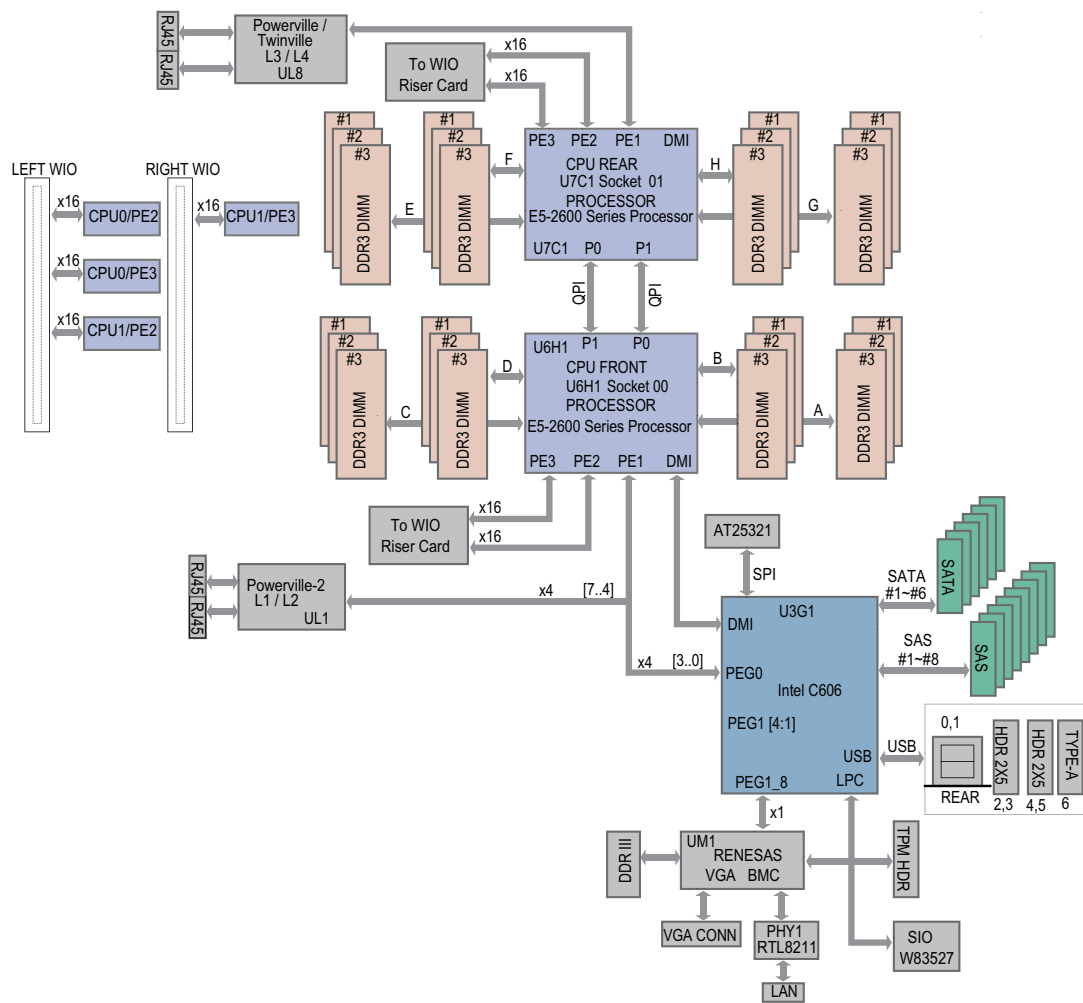 RJ45
RJ45
Powerville /
Twinville
L3 / L4
UL8
x16
x16
To WIO
Riser Card
#1
#2
#3
DDR3 DIMM
#1
#2
#3
DDR3 DIMM
F
E
PE3 PE2 PE1 DMI
CPU REAR
U7C1 Socket 01
PROCESSOR
E5-2600 Series Processor
U7C1 P0 P1
H
G
#1
#2
#3
DDR3 DIMM
#1
#2
#3
DDR3 DIMM
LEFT WIO
RIGHT WIO
x16
CPU0/PE2
x16
CPU1/PE3
x16
CPU0/PE3
x16
CPU1/PE2
QPI
QPI
#1
#2
#3
DDR3 DIMM
#1
#2
#3
DDR3 DIMM
D
C
U6H1 P1 P0
CPU FRONT
U6H1 Socket 00
PROCESSOR
E5-2600 Series Processor
PE3 PE2 PE1 DMI
B
A
#1
#2
#3
DDR3 DIMM
#1
#2
#3
DDR3 DIMM
x16
x16
To WIO
Riser Card
RJ45
RJ45
Powerville-2
L1 / L2
UL1
x4 [7..4]
x4 [3..0]
AT25321
SPI
U3G1
DMI
PEG0
Intel C606
PEG1 [4:1]
USB
PEG1_8
LPC
SATA
#1~#6
SATA
SAS
#1~#8
SAS
USB
0,1
REAR
HDR 2X5
2,3
HDR 2X5
4,5
TYPE-A
6
x1
DDR III
UM1
RENESAS
VGA BMC
TPM HDR
VGA CONN
PHY1
RTL8211
LAN
SIO
W83527